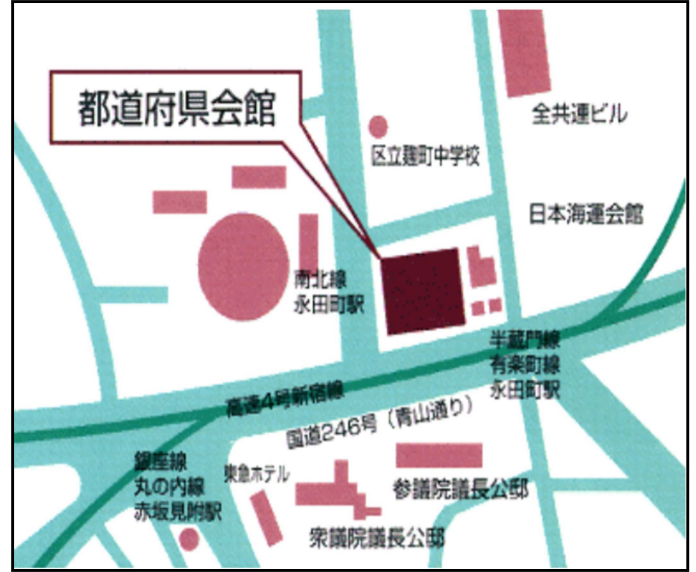 全共連ビル
都道府県会館
区立麹町中学校
日本海運会館
南北線
永田町駅
半蔵門線
有楽町線
永田町駅
高速4号新宿線
国道246号（青山通り）
銀座線
丸の内線
赤坂見附駅
東急ホテル
参議院議長公邸
衆議院議長公邸